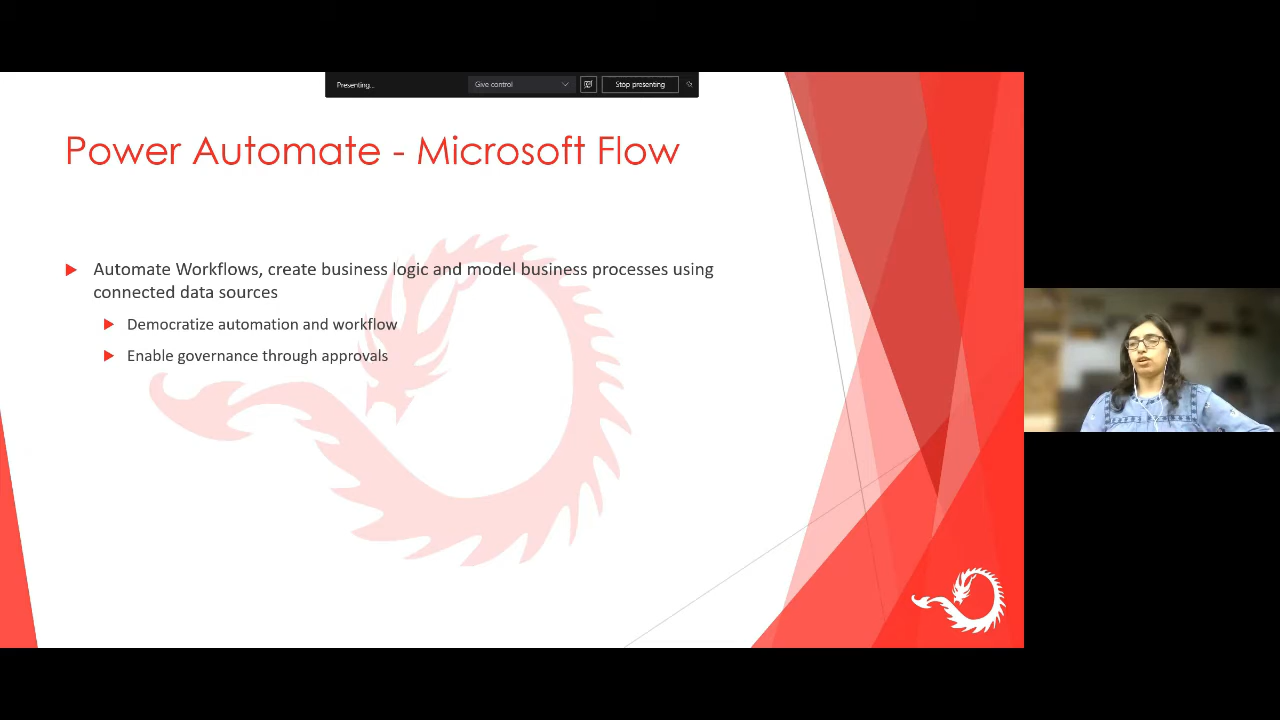 Presenting...
Give control
Stop presenting
Power Automate - Microsoft Flow
Automate Workflows, create business logic and model business processes using
connected data sources
Democratize automation and workflow
Enable governance through approvals